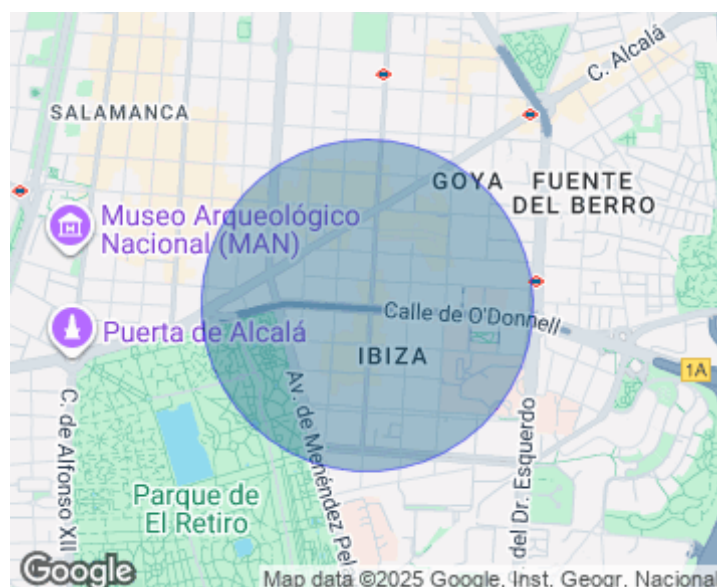 C. Alcalá
SALAMANCA
GOYA
FUENTE
DEL BERRO
Museo Arqueológico
Nacional (MAN)
Calle de O'Donnell
Puerta de Alcalá
IBIZA
1A
C. de Alfonso XII
Av. de Menéndez Pel
. del Dr. Esquerdo
Parque de
El Retiro
Google
Map data ©2025 Google, Inst. Geogr. Nacional